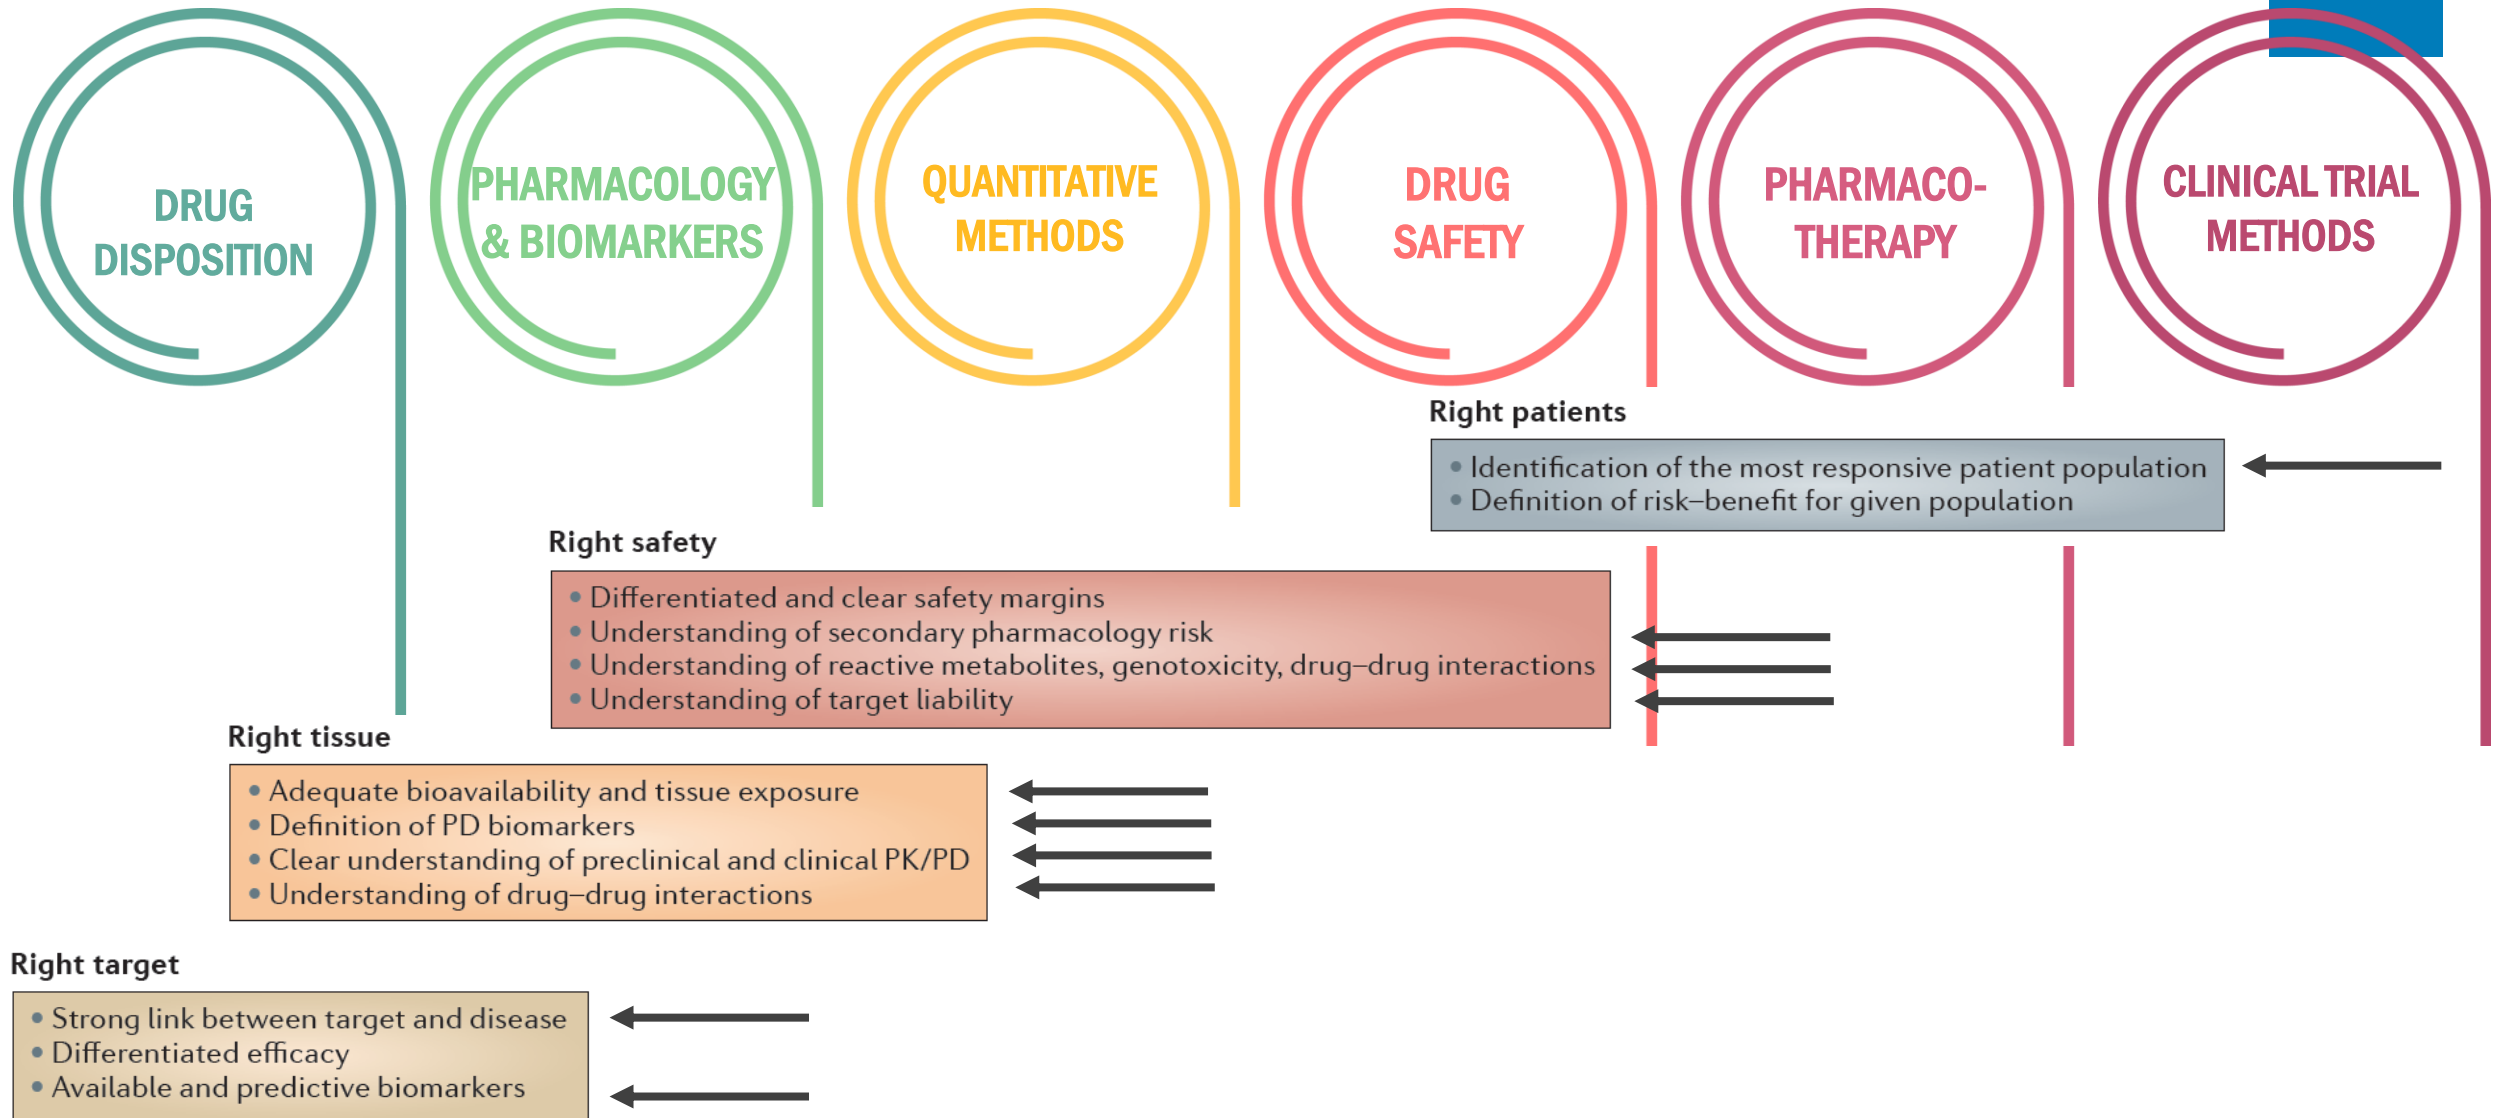 DRUG
DISPOSITION
PHARMACOLOGY
& BIOMARKERS
QUANTITATIVE
METHODS
DRUG
SAFETY
PHARMACO-
THERAPY
CLINICAL TRIAL
METHODS
Right patients
• Identification of the most responsive patient population
• Definition of risk–benefit for given population
Right safety
• Differentiated and clear safety margins
• Understanding of secondary pharmacology risk
• Understanding of reactive metabolites, genotoxicity, drug–drug interactions
• Understanding of target liability
Right tissue
• Adequate bioavailability and tissue exposure
• Definition of PD biomarkers
• Clear understanding of preclinical and clinical PK/PD
• Understanding of drug–drug interactions
Right target
• Strong link between target and disease
• Differentiated efficacy
• Available and predictive biomarkers